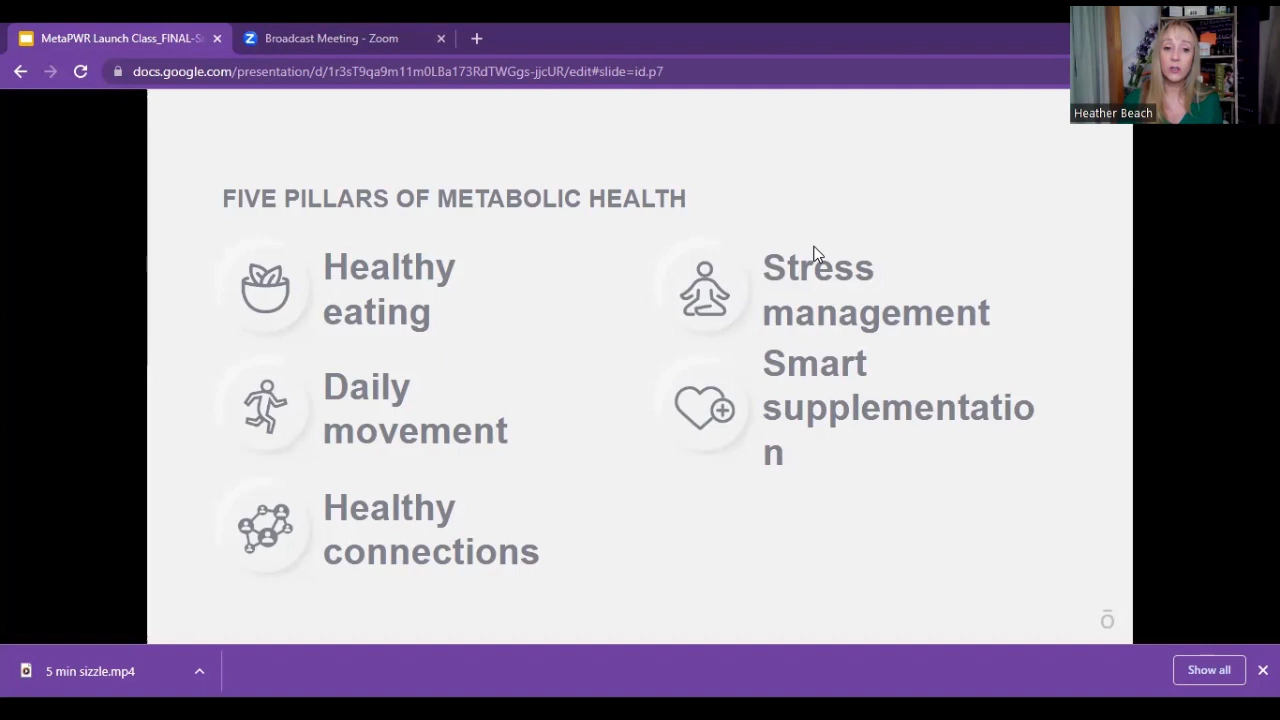 MetaPWR Launch Class_FINAL-S
Broadcast Meeting - Zoom
docs.google.com/presentation/d/1r3sT9qa9m11m0LBa173RdTWGgs-jjcUR/edit#slide=id.p7
Heather Beach
FIVE PILLARS OF METABOLIC HEALTH
Healthy
eating
Daily
movement
Healthy
connections
Stress
management
Smart
supplementatio
n
ō
5 min sizzle.mp4
Show all